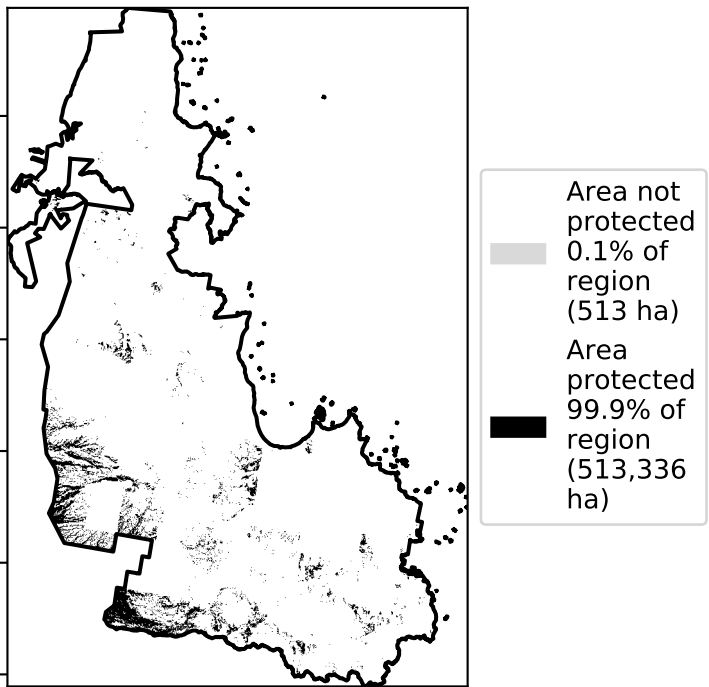 Area not
protected
0.1% of
region
(513 ha)
Area
protected
99.9% of
region
(513,336
ha)